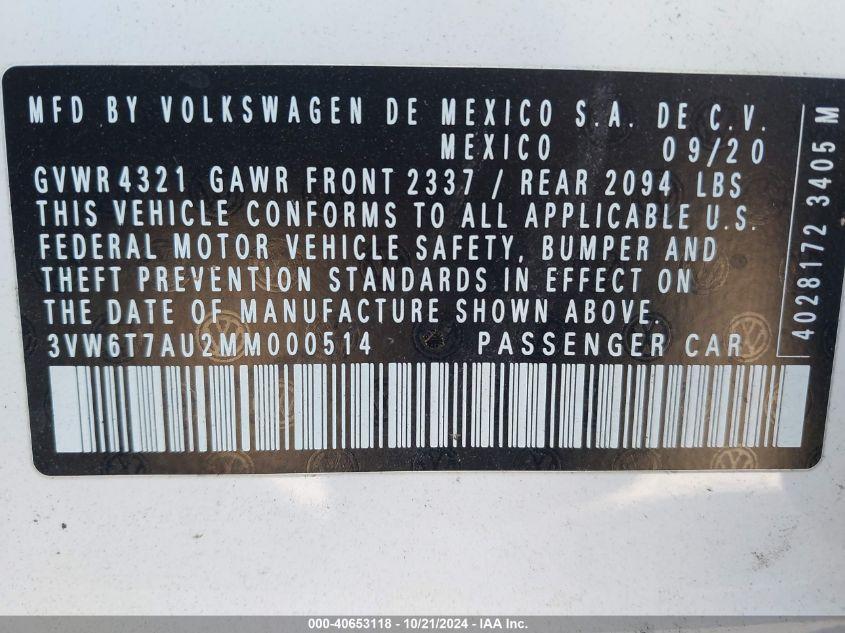 MFD BY VOLKSWAGEN DE MEXICO S.A. DE C.V.
MEXICO 09/20
GVWR 4321 GAWR FRONT 2337 / REAR 2094 LBS
THIS VEHICLE CONFORMS TO ALL APPLICABLE U.S.
FEDERAL MOTOR VEHICLE SAFETY, BUMPER AND
THEFT PREVENTION STANDARDS IN EFFECT ON
THE DATE OF MANUFACTURE SHOWN ABOVE.
3VW6T7AU2MM000514 PASSENGER CAR
4028172 3405 M
000-40653118 - 10/21/2024 - IAA Inc.